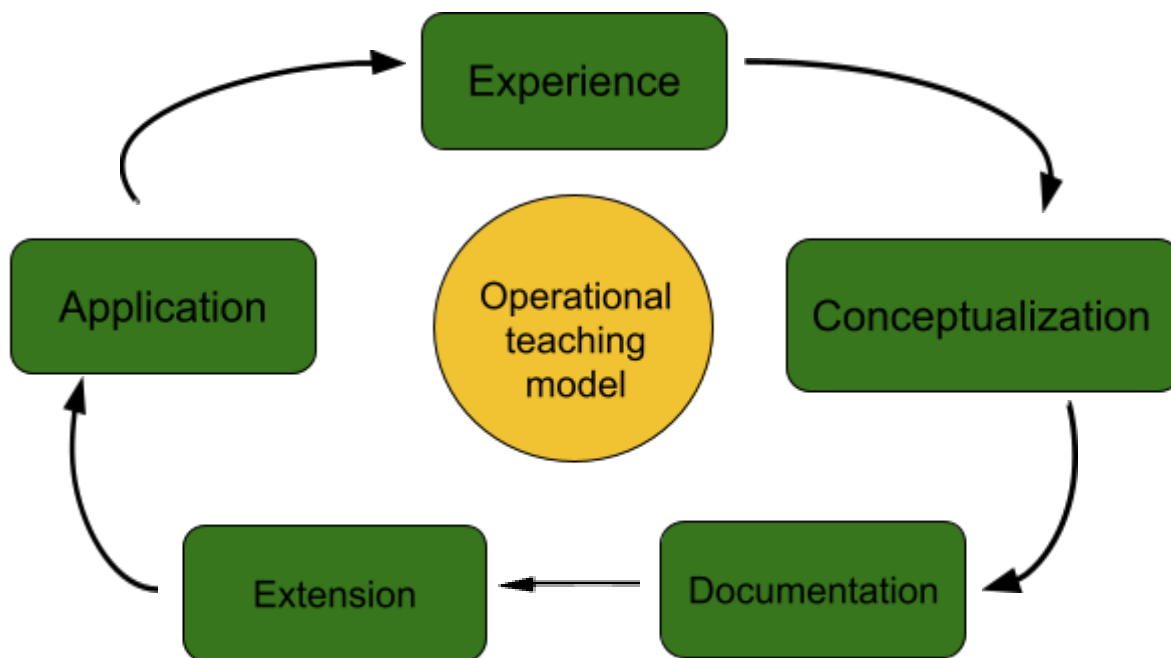 Experience
Application
Operational
teaching
model
Conceptualization
Extension
Documentation